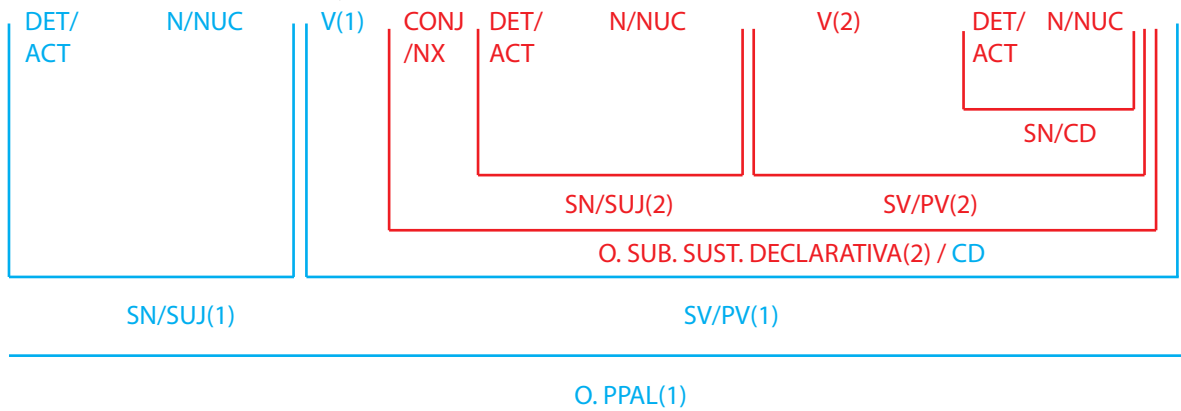 DET/ N/NUC V(1) CONJ DET/ N/NUC V(2) DET/ N/NUC
ACT /NX ACT ACT
SN/CD
SN/SUJ(2) SV/PV(2)
O. SUB. SUST. DECLARATIVA(2) / CD
SN/SUJ(1) SV/PV(1)
O. PPAL(1)